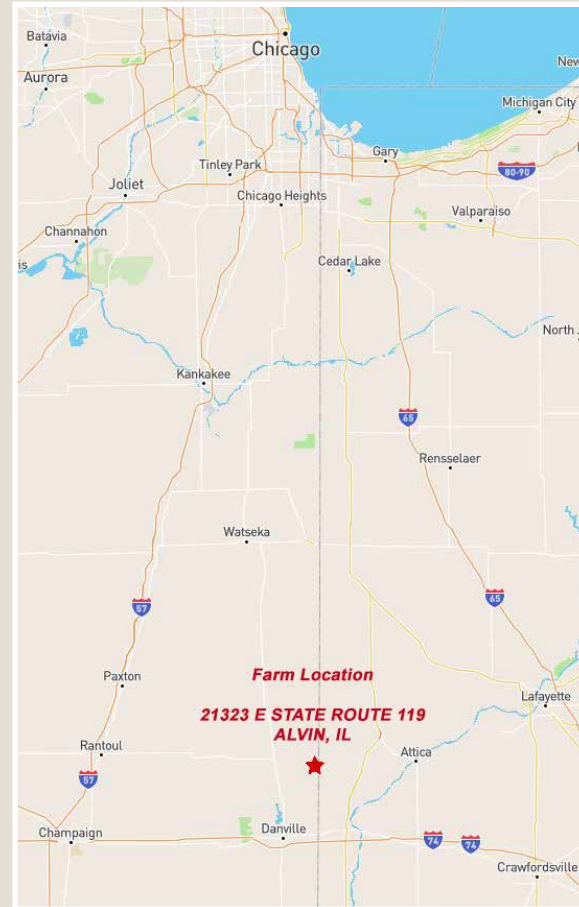 Batavia
Chicago
Aurora
New
Michigan City
Tinley Park
Gary
80-90
Joliet
Chicago Heights
Valparaiso
Channahon
Cedar Lake
is
North
Kankakee
65
Rensselaer
Watseka
65
57
Farm Location
Paxton
Lafayette
21323 E STATE ROUTE 119
ALVIN, IL
Rantoul
Attica
57
Champaign
Danville
74
74
Crawfordsville